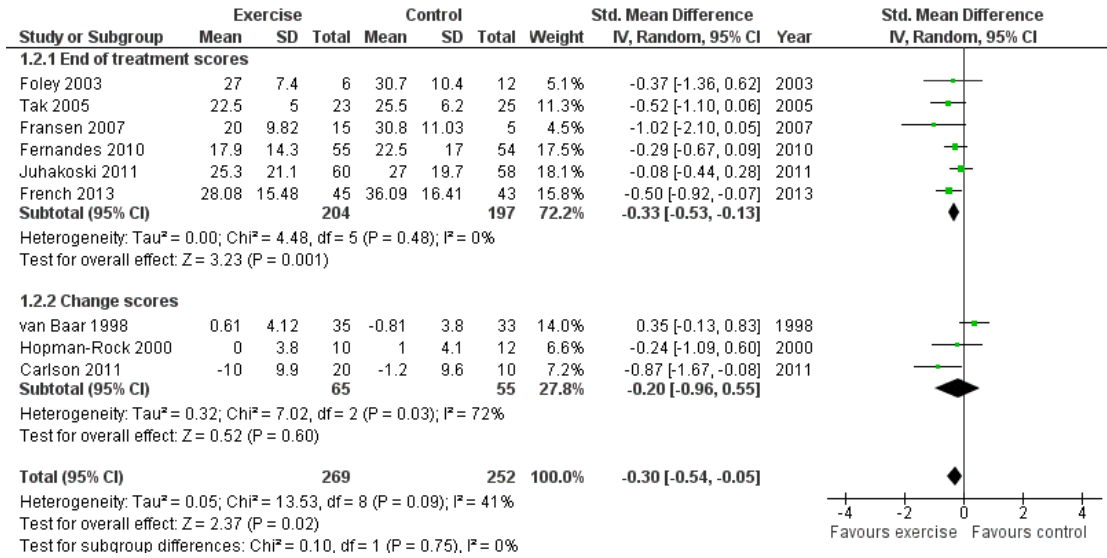 Exercise Control Std. Mean Difference Std. Mean Difference
Study or Subgroup Mean SD Total Mean SD Total Weight IV, Random, 95% CI Year IV, Random, 95% CI
1.2.1 End of treatment scores
Foley 2003 27 7.4 6 30.7 10.4 12 5.1% -0.37 [-1.36, 0.62] 2003
Tak 2005 22.5 5 23 25.5 6.2 25 11.3% -0.52 [-1.10, 0.06] 2005
Fransen 2007 20 9.82 15 30.8 11.03 5 4.5% -1.02 [-2.10, 0.05] 2007
Fernandes 2010 17.9 14.3 55 22.5 17 54 17.5% -0.29 [-0.67, 0.09] 2010
Juhakoski 2011 25.3 21.1 60 27 19.7 58 18.1% -0.08 [-0.44, 0.28] 2011
French 2013 28.08 15.48 45 36.09 16.41 43 15.8% -0.50 [-0.92, -0.07] 2013
Subtotal (95% CI) 204 197 72.2% -0.33 [-0.53, -0.13]
Heterogeneity: Tau² = 0.00; Chi² = 4.48, df = 5 (P = 0.48); I² = 0%
Test for overall effect: Z = 3.23 (P = 0.001)
1.2.2 Change scores
van Baar 1998 0.61 4.12 35 -0.81 3.8 33 14.0% 0.35 [-0.13, 0.83] 1998
Hopman-Rock 2000 0 3.8 10 1 4.1 12 6.6% -0.24 [-1.09, 0.60] 2000
Carlson 2011 -10 9.9 20 -1.2 9.6 10 7.2% -0.87 [-1.67, -0.08] 2011
Subtotal (95% CI) 65 55 27.8% -0.20 [-0.96, 0.55]
Heterogeneity: Tau² = 0.32; Chi² = 7.02, df = 2 (P = 0.03); I² = 72%
Test for overall effect: Z = 0.52 (P = 0.60)
Total (95% CI) 269 252 100.0% -0.30 [-0.54, -0.05]
Heterogeneity: Tau² = 0.05; Chi² = 13.53, df = 8 (P = 0.09); I² = 41%
Test for overall effect: Z = 2.37 (P = 0.02)
Test for subgroup differences: Chi² = 0.10, df = 1 (P = 0.75), I² = 0%
-4 -2 0 2 4
Favours exercise Favours control